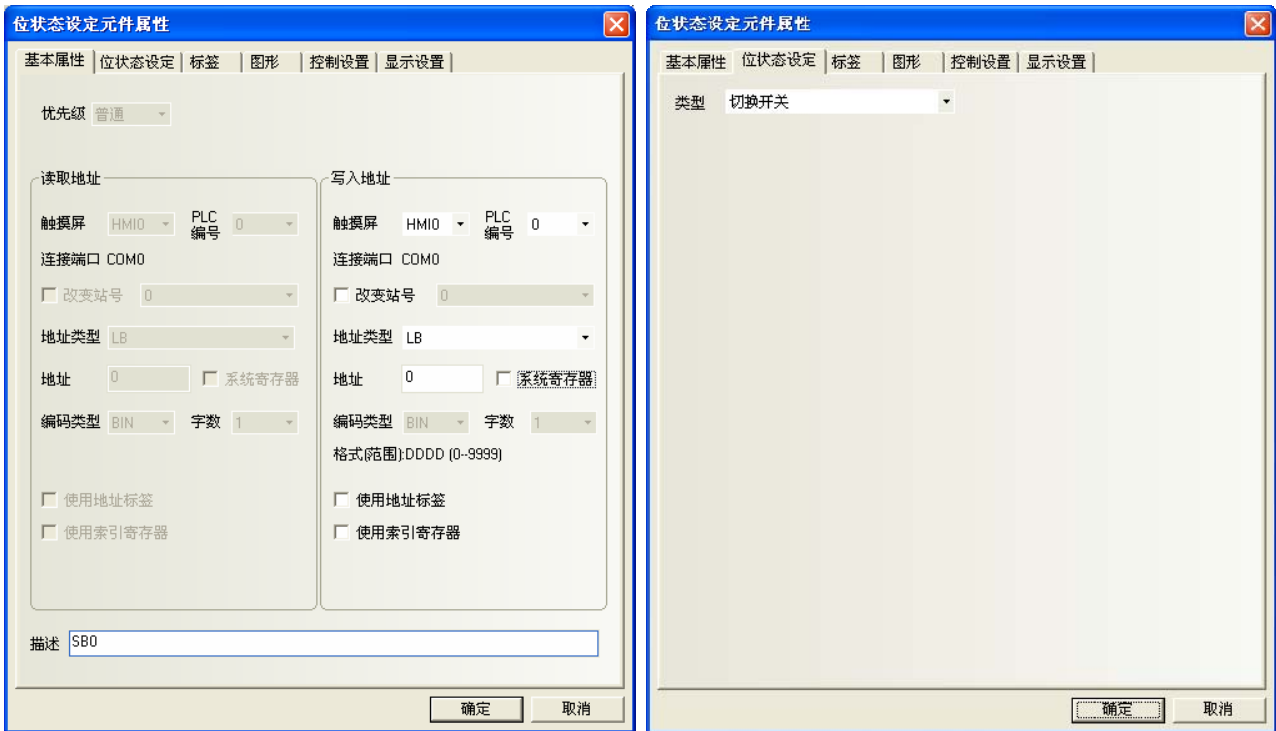 位状态设定元件属性
基本属性 位状态设定 标签 图形 控制设置 显示设置
优先级 普通
读取地址
触摸屏 HMI0 PLC编号 0
连接端口 COM0
改变站号 0
地址类型 LB
地址 0 系统寄存器
编码类型 BIN 字数 1
使用地址标签
使用索引寄存器
写入地址
触摸屏 HMI0 PLC编号 0
连接端口 COM0
改变站号 0
地址类型 LB
地址 0 系统寄存器
编码类型 BIN 字数 1
格式(范围):DDDD (0--9999)
使用地址标签
使用索引寄存器
描述 SB0
确定 取消
位状态设定元件属性
基本属性 位状态设定 标签 图形 控制设置 显示设置
类型 切换开关
确定 取消